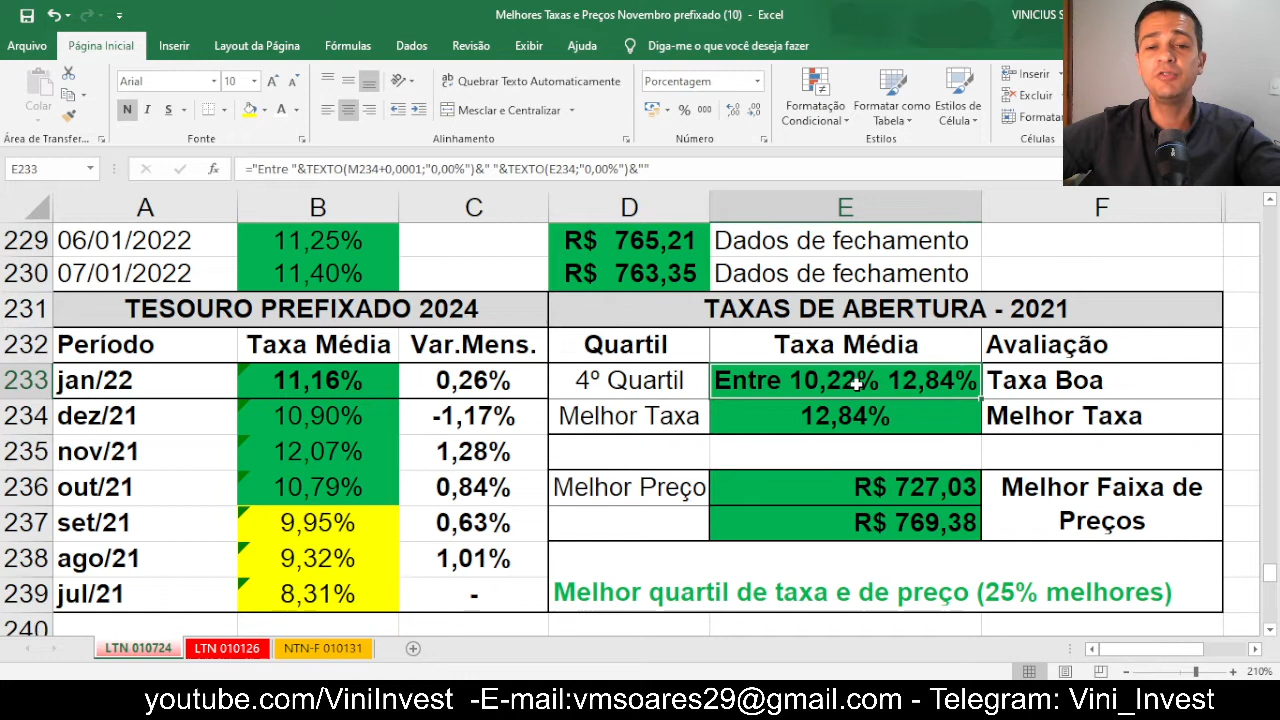 Melhores Taxas e Preços Novembro prefixado (10) - Excel
VINICIUS S
Arquivo Página Inicial Inserir Layout da Página Fórmulas Dados Revisão Exibir Ajuda Diga-me o que você deseja fazer
Colar
Arial 10
N I S
Quebrar Texto Automaticamente
Mesclar e Centralizar
Porcentagem
% 000
Formatação Condicional
Formatar como Tabela
Estilos de Célula
Inserir
Excluir
Formatar
Área de Transfer... Fonte Alinhamento Número Estilos Células
E233 fx ="Entre "&TEXTO(M234+0,0001;"0,00%")&" "&TEXTO(E234;"0,00%")&""
A B C D E F
229 06/01/2022 11,25% R$ 765,21 Dados de fechamento
230 07/01/2022 11,40% R$ 763,35 Dados de fechamento
231 TESOURO PREFIXADO 2024 TAXAS DE ABERTURA - 2021
232 Período Taxa Média Var.Mens. Quartil Taxa Média Avaliação
233 jan/22 11,16% 0,26% 4º Quartil Entre 10,22% 12,84% Taxa Boa
234 dez/21 10,90% -1,17% Melhor Taxa 12,84% Melhor Taxa
235 nov/21 12,07% 1,28%
236 out/21 10,79% 0,84% Melhor Preço R$ 727,03 Melhor Faixa de
237 set/21 9,95% 0,63% R$ 769,38 Preços
238 ago/21 9,32% 1,01%
239 jul/21 8,31% - Melhor quartil de taxa e de preço (25% melhores)
240
LTN 010724 LTN 010126 NTN-F 010131
210%
youtube.com/ViniInvest -E-mail:vmsoares29@gmail.com - Telegram: Vini_Invest